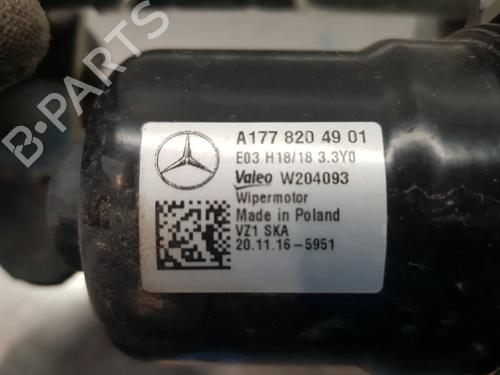 A177 820 49 01
E03 H18/18 3.3Y0
Valeo W204093
Wipermotor
Made in Poland
VZ1 SKA
20.11.16-5951
B-PARTS